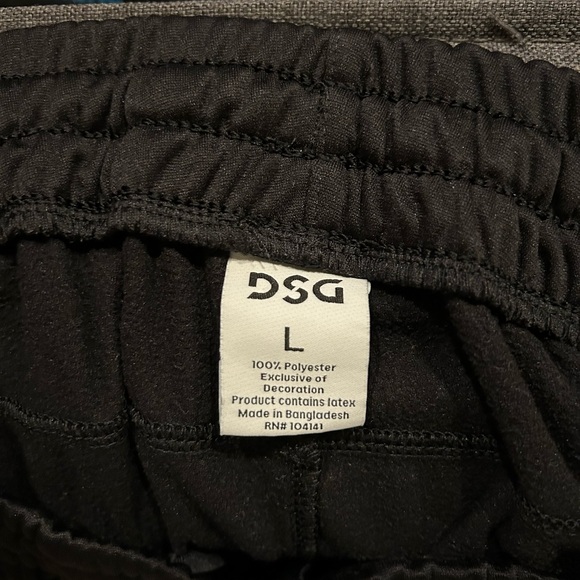 DSG
L
100% Polyester
Exclusive of
Decoration
Product contains latex
Made in Bangladesh
RN# 104141